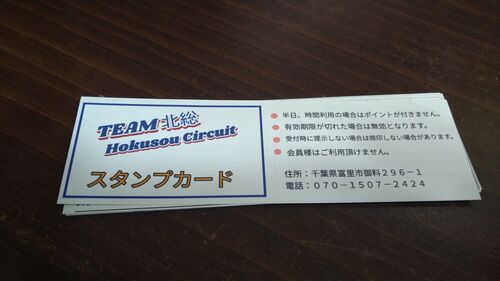 TEAM 北総
Hokusou Circuit
スタンプカード
● 半日、時間利用の場合はポイントが付きません。
● 有効期限が切れた場合は無効となります。
● 受付時に提示しない場合は捺印しない場合があります。
● 会員様はご利用頂けません。
住所：千葉県富里市御料２９６－１
電話：０７０－１５０７－２４２４